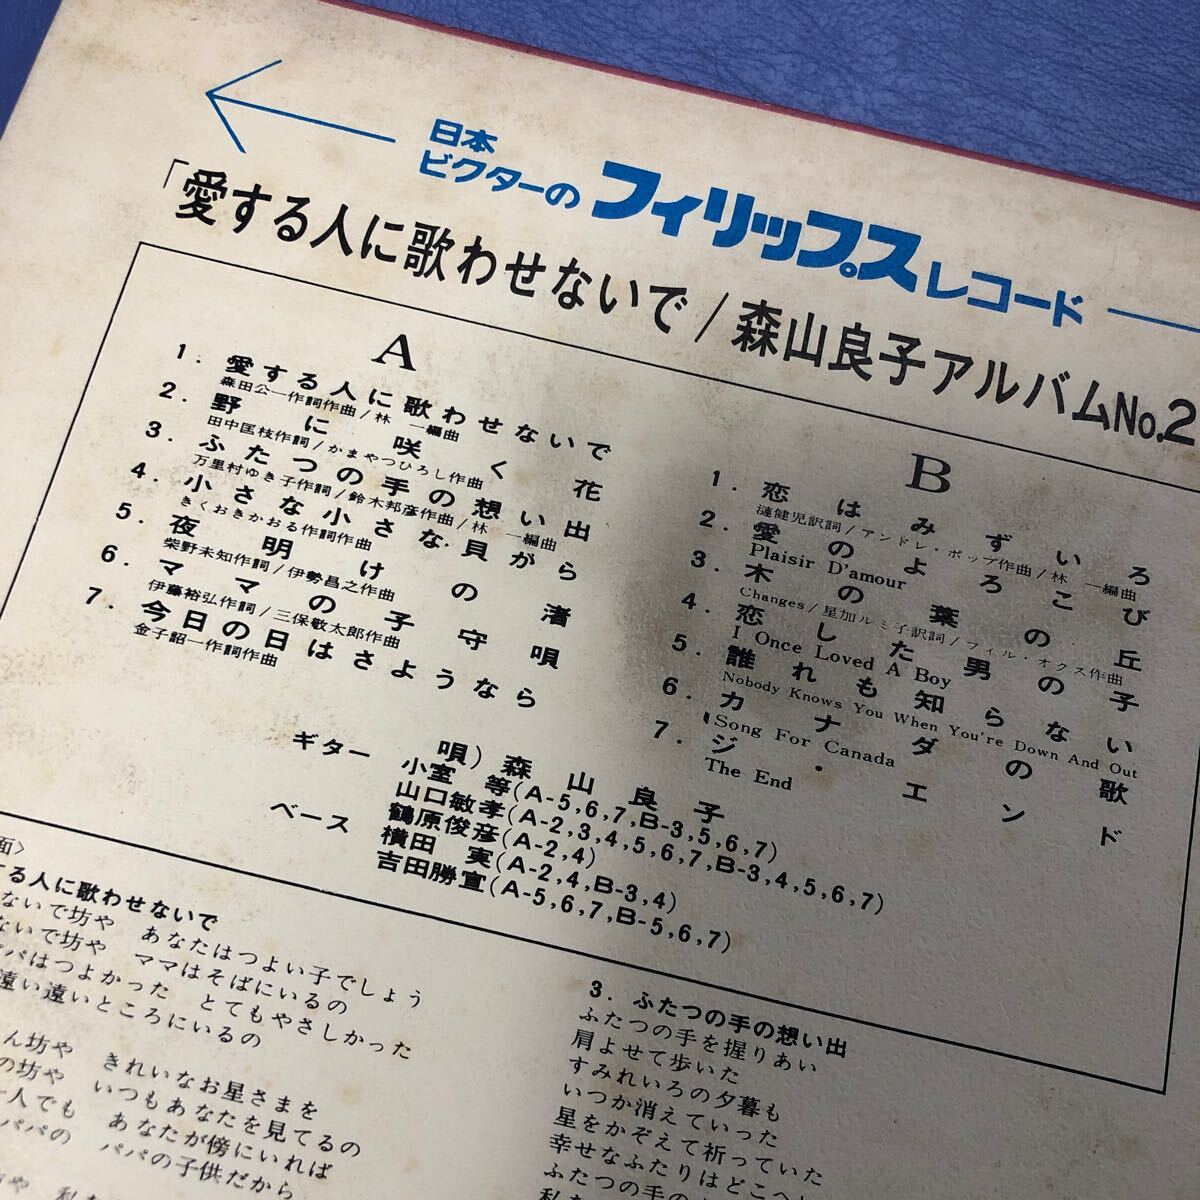 日本
ビクターの フィリップスレコード
「愛する人に歌わせないで/森山良子アルバムNo.2
A
1. 愛する人に歌わせないで
森田公一作詞作曲/林 一編曲
2. 野に咲く花
田中匡枝作詞/かまやつひろし作曲
3. ふたつの手の想い出
万里村ゆき子作詞/鈴木邦彦作曲/林 一編曲
4. 小さな小さな貝がら
きくおきかおる作詞作曲
5. 夜明けの渚
柴野未知作詞/伊勢昌之作曲
6. ママの子守唄
伊藤裕弘作詞/三保敬太郎作曲
7. 今日の日はさようなら
金子詔一作詞作曲
B
1. 恋はみずいろ
漣健児訳詞/アンドレ・ポップ作曲/林 一編曲
2. 愛のよろこび
Plaisir D'amour
3. 木の葉の丘
Changes/星加ルミ子訳詞/フィル・オクス作曲
4. 恋した男の子
I Once Loved A Boy
5. 誰れも知らない
Nobody Knows You When You're Down And Out
6. カナダの歌
Song For Canada
7. ジ・エンド
The End
唄)森山良子
ギター 小室 等(A-5,6,7,B-3,5,6,7)
山口敏孝(A-2,3,4,5,6,7,B-3,4,5,6,7)
鶴原俊彦(A-2,4)
ベース 横田 実(A-2,4,B-3,4)
吉田勝宣(A-5,6,7,B-5,6,7)
面〉
する人に歌わせないで
ないで坊や あなたはつよい子でしょう
ないで坊や ママはそばにいるの
パパはつよかった とてもやさしかった
遠い遠いところにいるの
ん坊や きれいなお星さまを
の坊や いつもあなたを見てるの
一人でも あなたが傍にいれば
パパの パパの子供だから
坊や 私を
3. ふたつの手の想い出
ふたつの手を握りあい
肩よせて歩いた
すみれいろの夕暮も
いつか消えていった
星をかぞえて祈っていた
幸せなふたりはどこへ
ふたつの手の